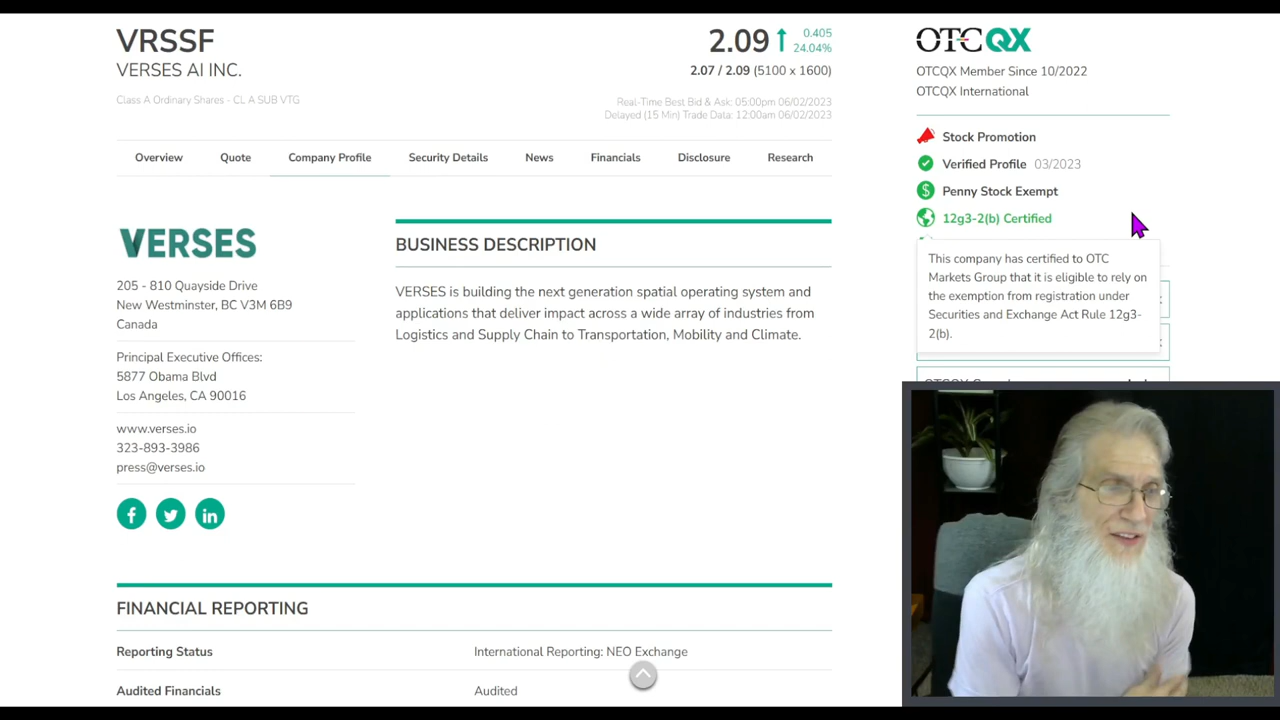 VRSSF
VERSES AI INC.
Class A Ordinary Shares - CL A SUB VTG
2.09
0.405
24.04%
2.07 / 2.09 (5100 x 1600)
Real-Time Best Bid & Ask: 05:00pm 06/02/2023
Delayed (15 Min) Trade Data: 12:00am 06/02/2023
Overview Quote Company Profile Security Details News Financials Disclosure Research
VERSES
205 - 810 Quayside Drive
New Westminster, BC V3M 6B9
Canada
Principal Executive Offices:
5877 Obama Blvd
Los Angeles, CA 90016
www.verses.io
323-893-3986
press@verses.io
BUSINESS DESCRIPTION
VERSES is building the next generation spatial operating system and
applications that deliver impact across a wide array of industries from
Logistics and Supply Chain to Transportation, Mobility and Climate.
FINANCIAL REPORTING
Reporting Status International Reporting: NEO Exchange
Audited Financials Audited
OTCQX
OTCQX Member Since 10/2022
OTCQX International
Stock Promotion
Verified Profile 03/2023
Penny Stock Exempt
12g3-2(b) Certified
This company has certified to OTC
Markets Group that it is eligible to rely on
the exemption from registration under
Securities and Exchange Act Rule 12g3-
2(b).